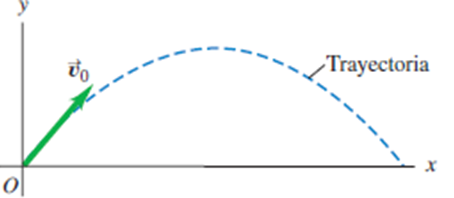 y
v⃗₀
Trayectoria
x
O